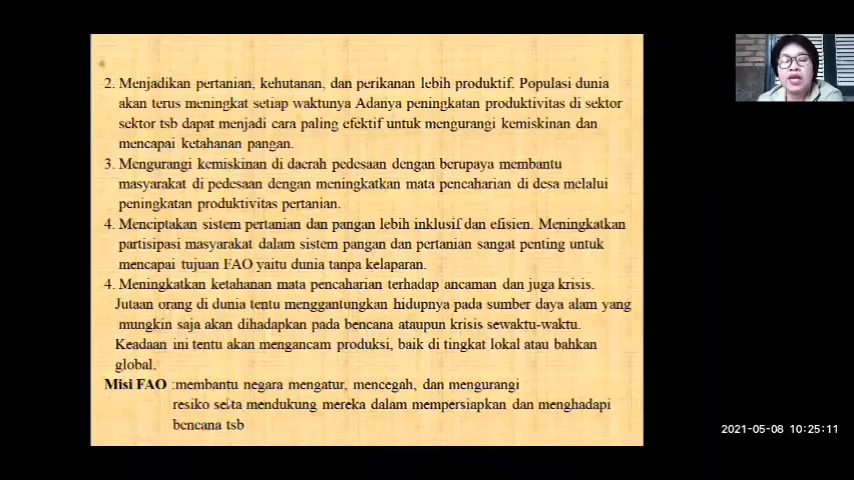 2. Menjadikan pertanian, kehutanan, dan perikanan lebih produktif. Populasi dunia
akan terus meningkat setiap waktunya Adanya peningkatan produktivitas di sektor
sektor tsb dapat menjadi cara paling efektif untuk mengurangi kemiskinan dan
mencapai ketahanan pangan.
3. Mengurangi kemiskinan di daerah pedesaan dengan berupaya membantu
masyarakat di pedesaan dengan meningkatkan mata pencaharian di desa melalui
peningkatan produktivitas pertanian.
4. Menciptakan sistem pertanian dan pangan lebih inklusif dan efisien. Meningkatkan
partisipasi masyarakat dalam sistem pangan dan pertanian sangat penting untuk
mencapai tujuan FAO yaitu dunia tanpa kelaparan.
4. Meningkatkan ketahanan mata pencaharian terhadap ancaman dan juga krisis.
Jutaan orang di dunia tentu menggantungkan hidupnya pada sumber daya alam yang
mungkin saja akan dihadapkan pada bencana ataupun krisis sewaktu-waktu.
Keadaan ini tentu akan mengancam produksi, baik di tingkat lokal atau bahkan
global.
Misi FAO :membantu negara mengatur, mencegah, dan mengurangi
resiko serta mendukung mereka dalam mempersiapkan dan menghadapi
bencana tsb
2021-05-08 10:25:11